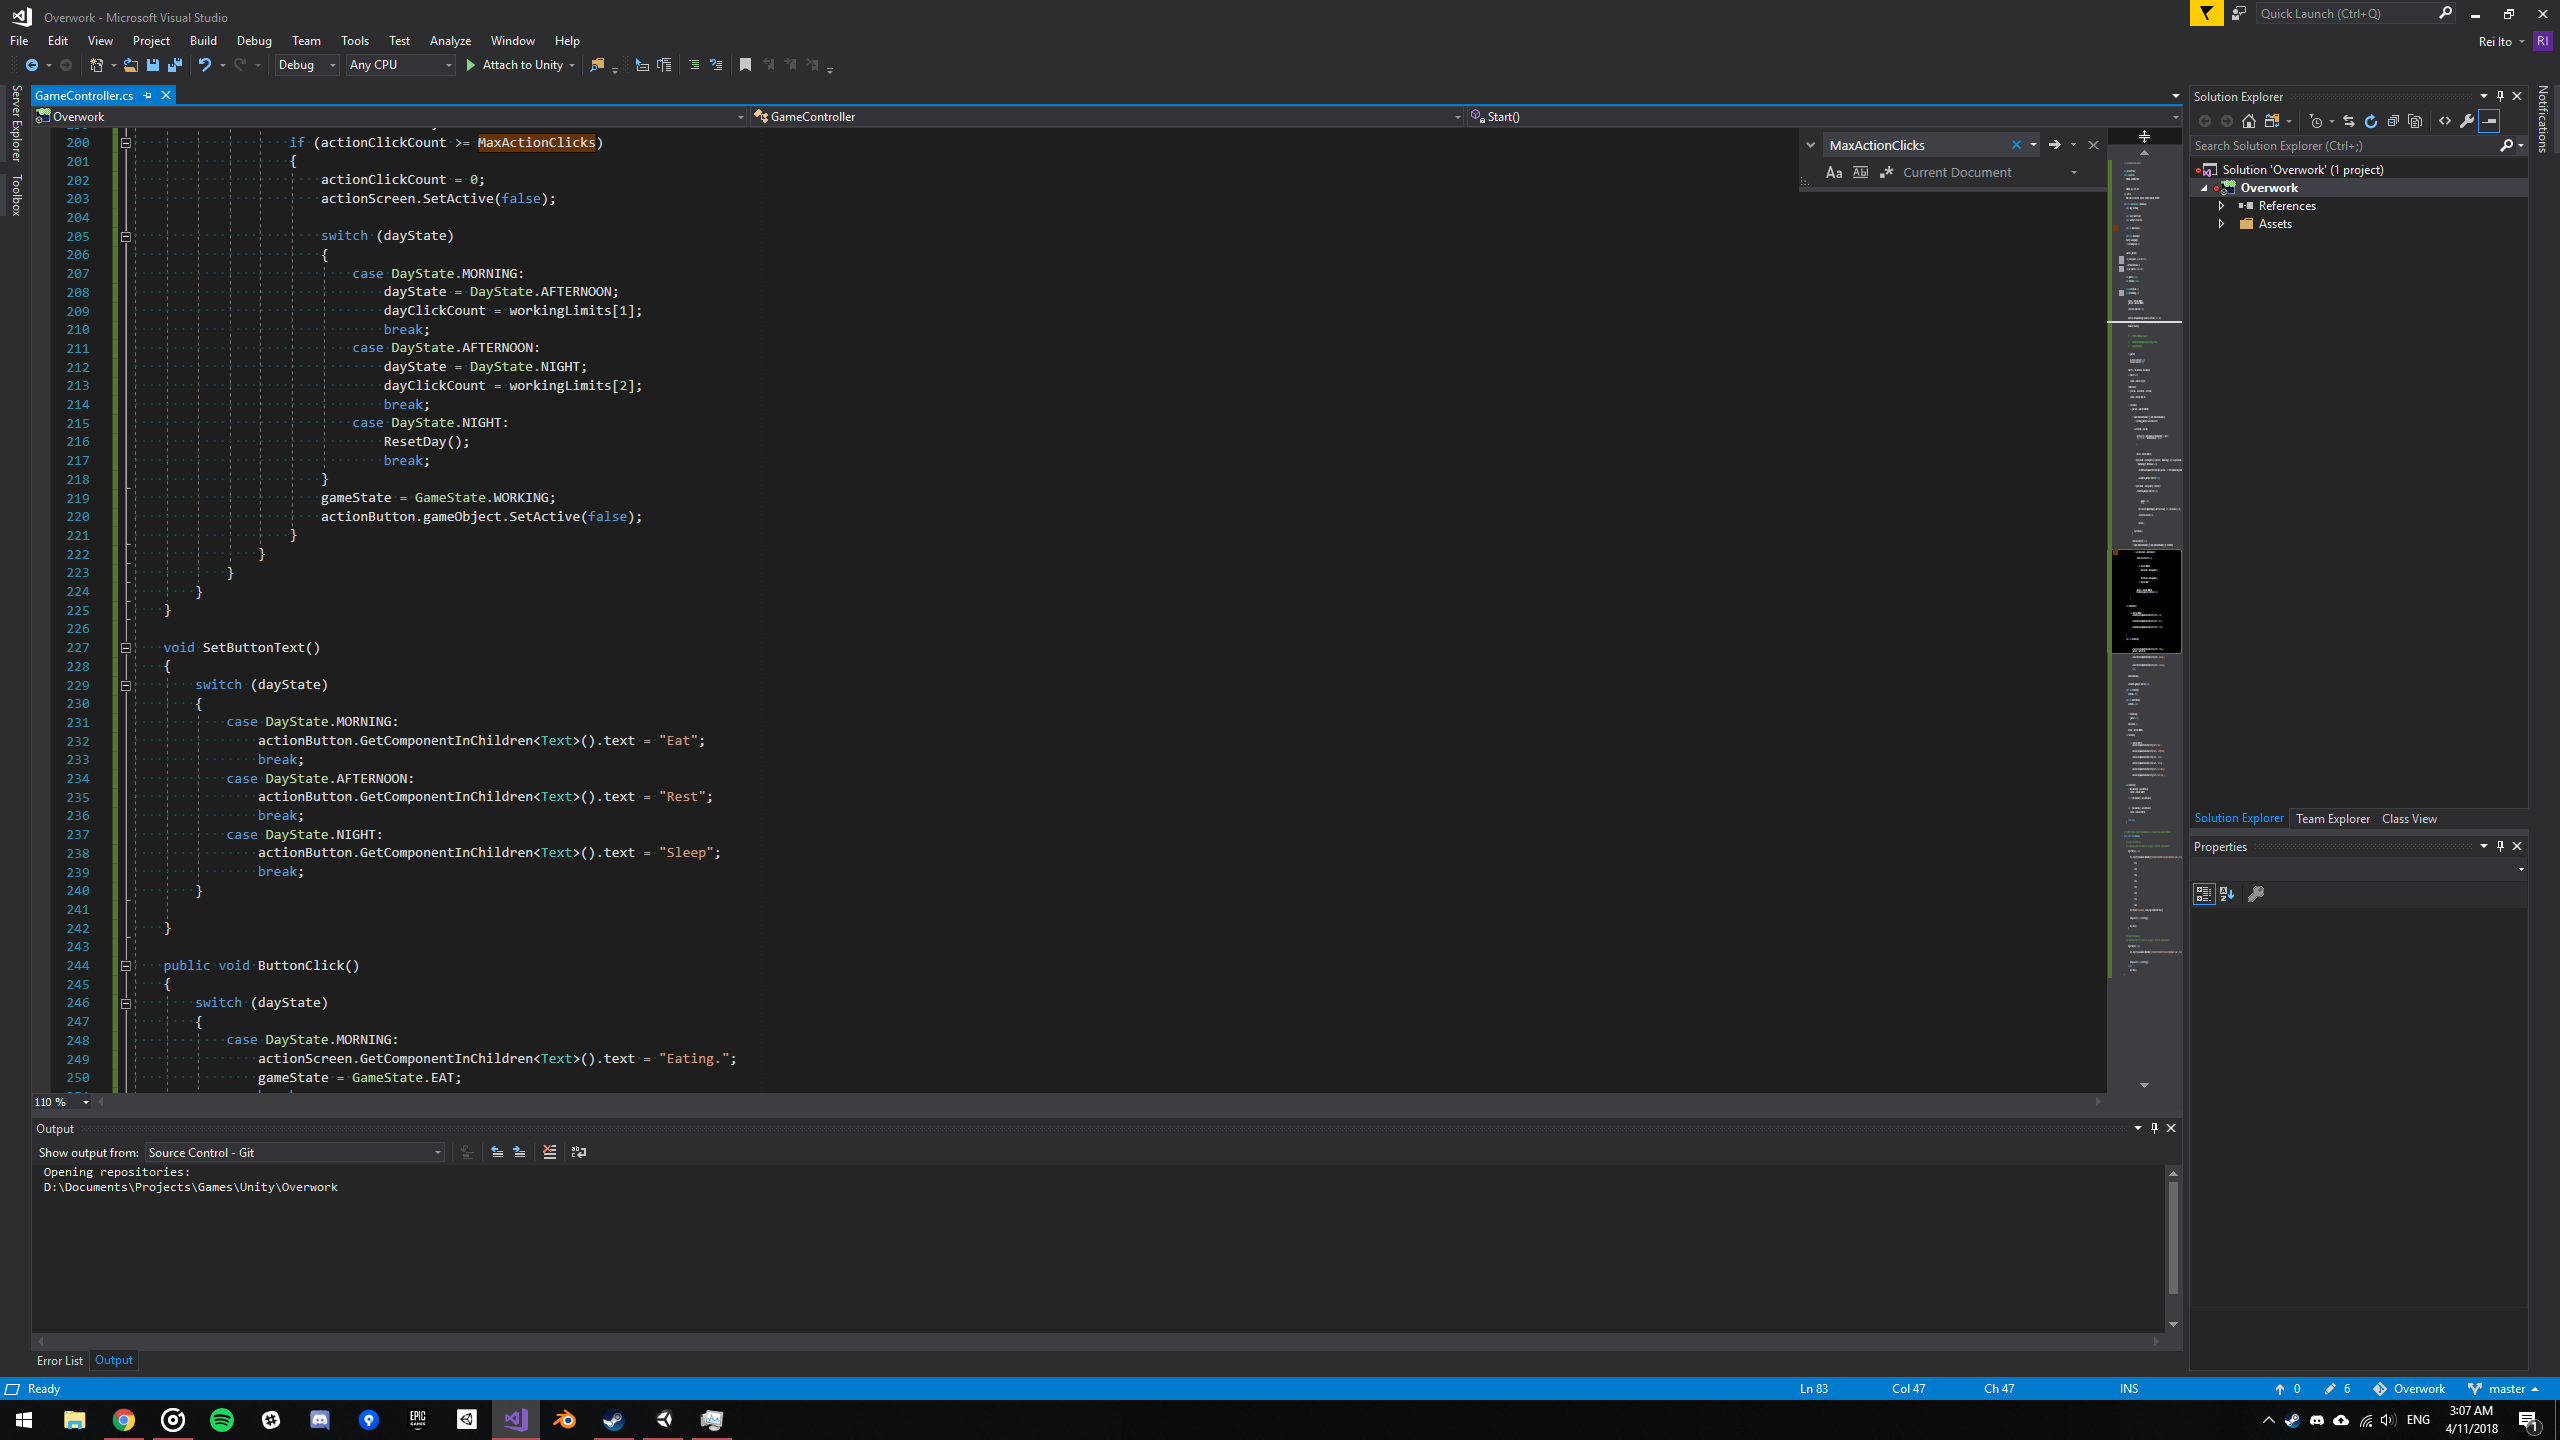 Overwork - Microsoft Visual Studio
Quick Launch (Ctrl+Q)
File Edit View Project Build Debug Team Tools Test Analyze Window Help
Rei Ito RI
Debug Any CPU Attach to Unity
Server Explorer
Toolbox
Notifications
GameController.cs
Overwork GameController Start()
MaxActionClicks
Aa Ab .* Current Document
200 if (actionClickCount >= MaxActionClicks)
201 {
202 actionClickCount = 0;
203 actionScreen.SetActive(false);
204
205 switch (dayState)
206 {
207 case DayState.MORNING:
208 dayState = DayState.AFTERNOON;
209 dayClickCount = workingLimits[1];
210 break;
211 case DayState.AFTERNOON:
212 dayState = DayState.NIGHT;
213 dayClickCount = workingLimits[2];
214 break;
215 case DayState.NIGHT:
216 ResetDay();
217 break;
218 }
219 gameState = GameState.WORKING;
220 actionButton.gameObject.SetActive(false);
221 }
222 }
223 }
224 }
225 }
226
227 void SetButtonText()
228 {
229 switch (dayState)
230 {
231 case DayState.MORNING:
232 actionButton.GetComponentInChildren<Text>().text = "Eat";
233 break;
234 case DayState.AFTERNOON:
235 actionButton.GetComponentInChildren<Text>().text = "Rest";
236 break;
237 case DayState.NIGHT:
238 actionButton.GetComponentInChildren<Text>().text = "Sleep";
239 break;
240 }
241
242 }
243
244 public void ButtonClick()
245 {
246 switch (dayState)
247 {
248 case DayState.MORNING:
249 actionScreen.GetComponentInChildren<Text>().text = "Eating.";
250 gameState = GameState.EAT;
110 %
Solution Explorer
Search Solution Explorer (Ctrl+;)
Solution 'Overwork' (1 project)
Overwork
References
Assets
Solution Explorer Team Explorer Class View
Properties
Output
Show output from: Source Control - Git
Opening repositories:
D:\Documents\Projects\Games\Unity\Overwork
Error List Output
Ready Ln 83 Col 47 Ch 47 INS 0 6 Overwork master
EPIC GAMES
ENG
3:07 AM
4/11/2018
1